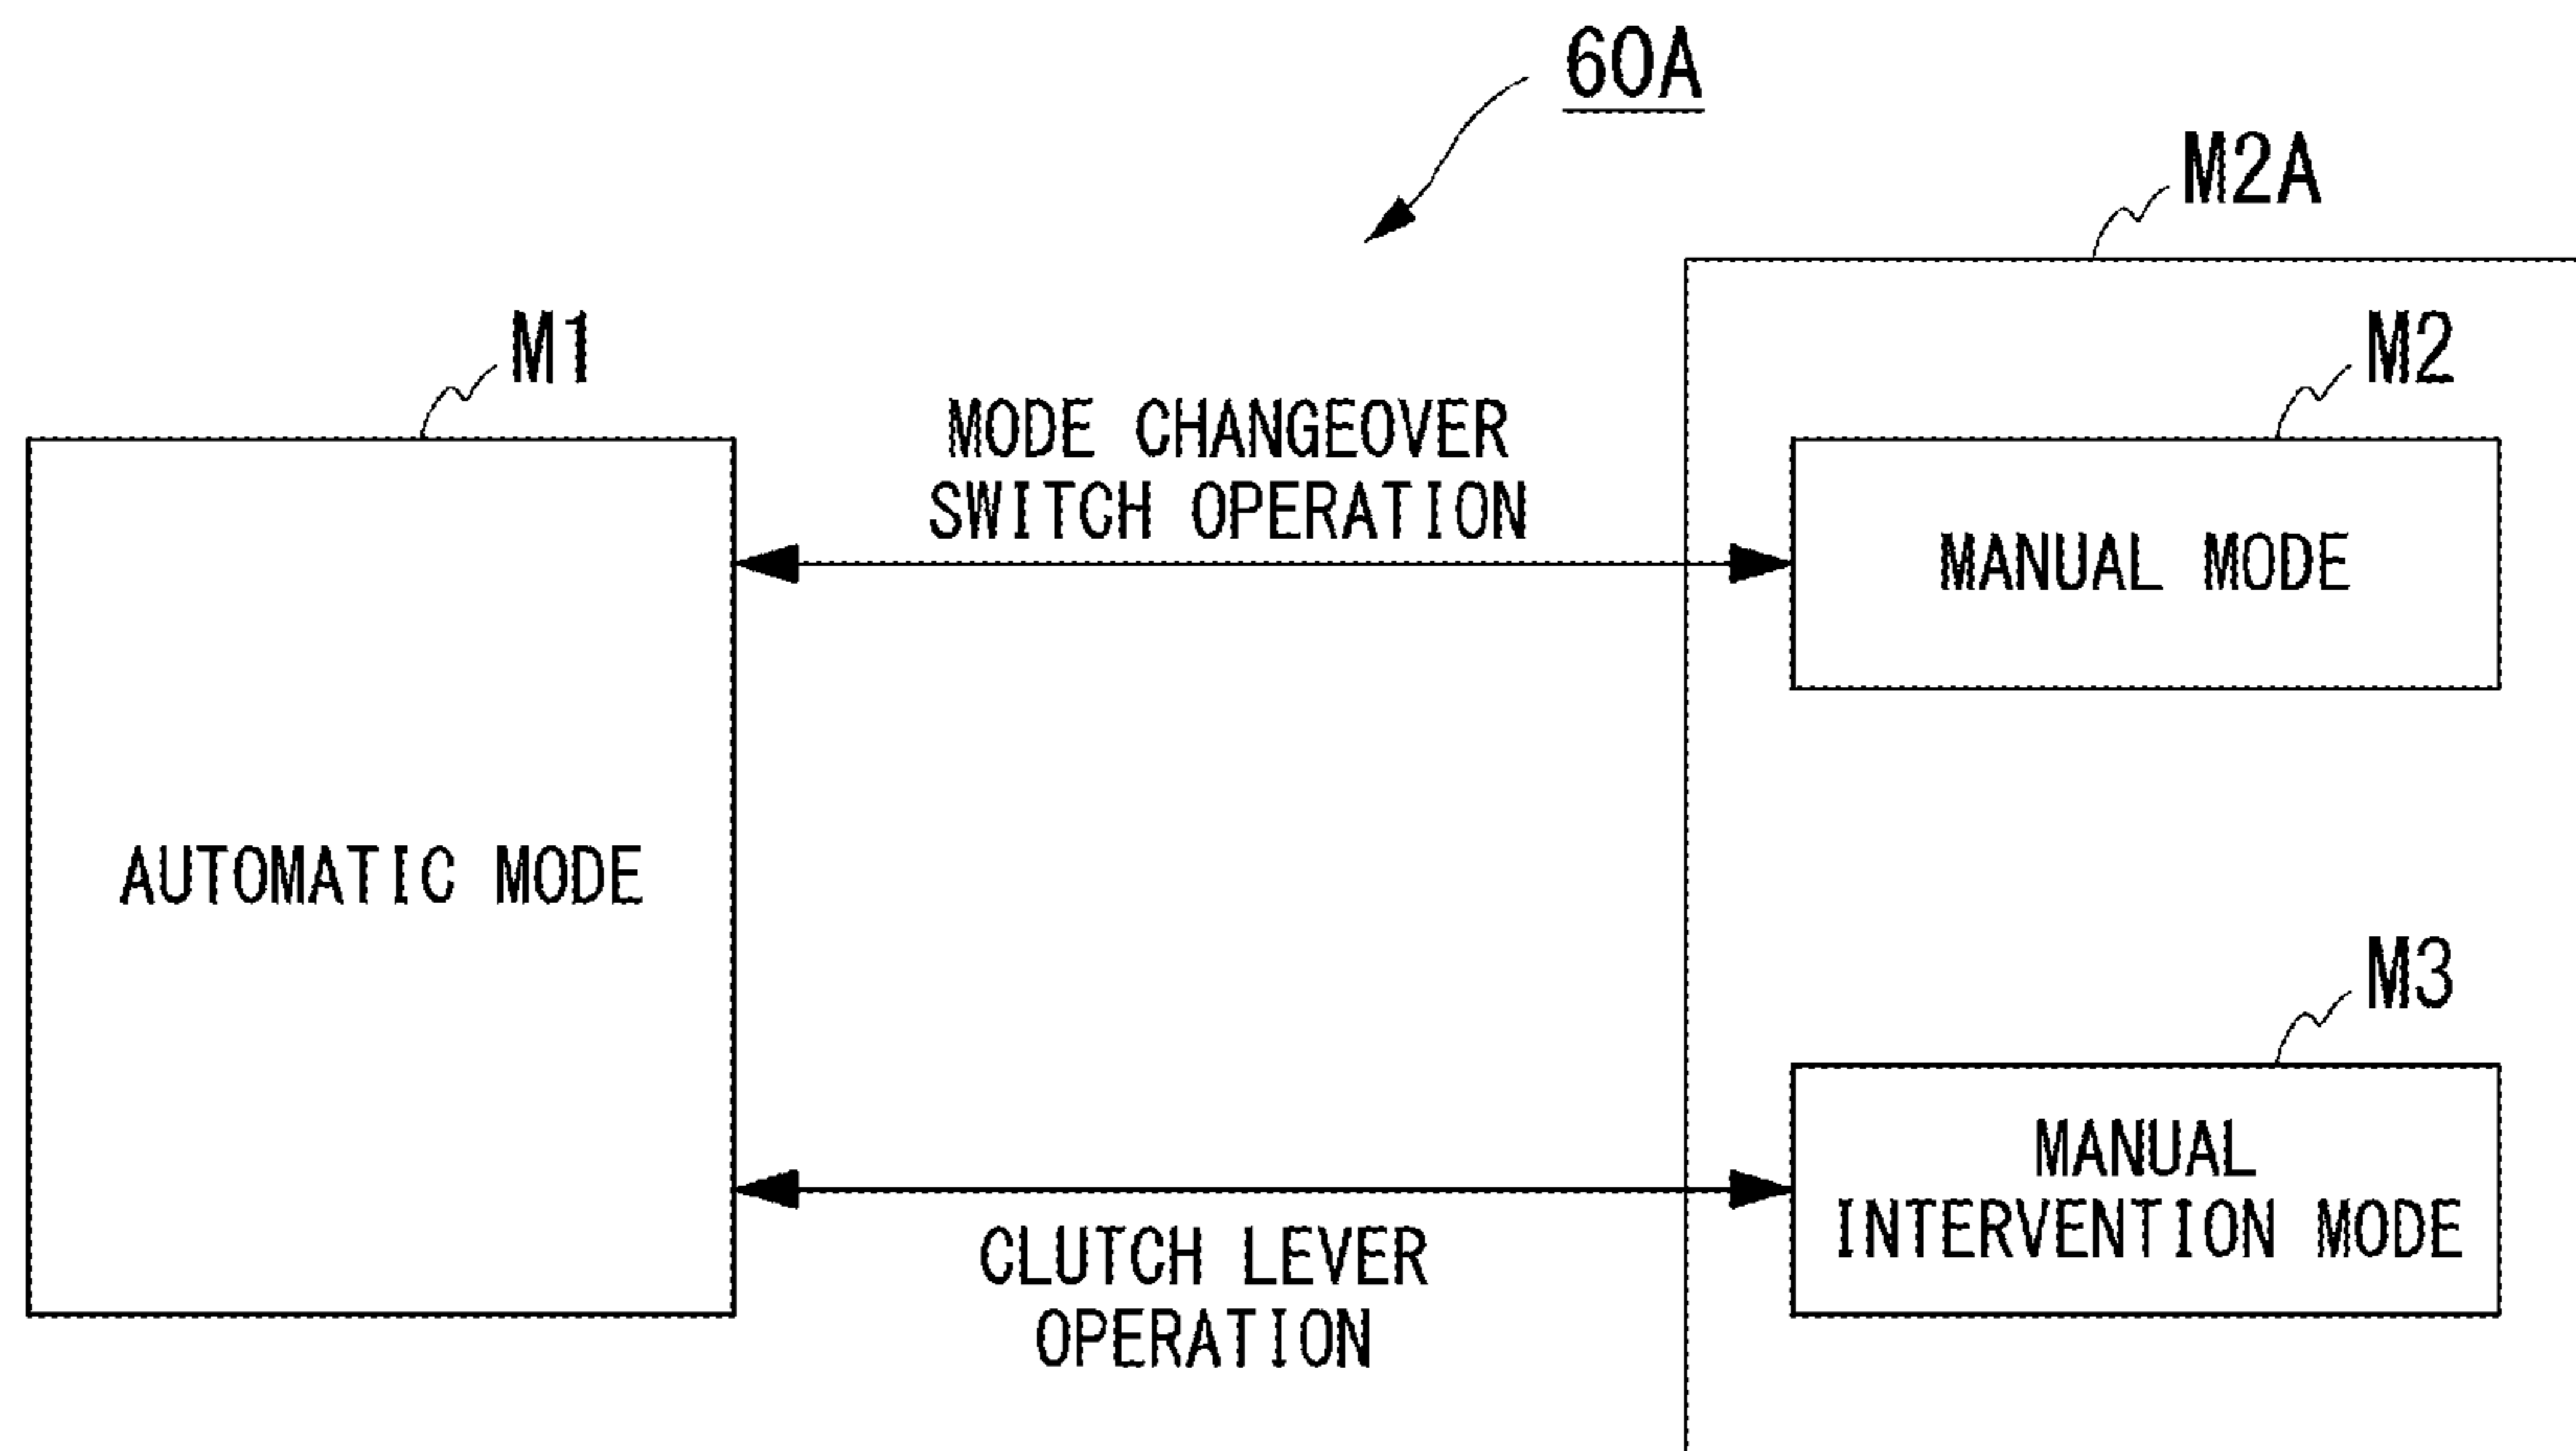 60A
M2A
M1
M2
MODE CHANGEOVER
SWITCH OPERATION
MANUAL MODE
AUTOMATIC MODE
M3
MANUAL
INTERVENTION MODE
CLUTCH LEVER
OPERATION